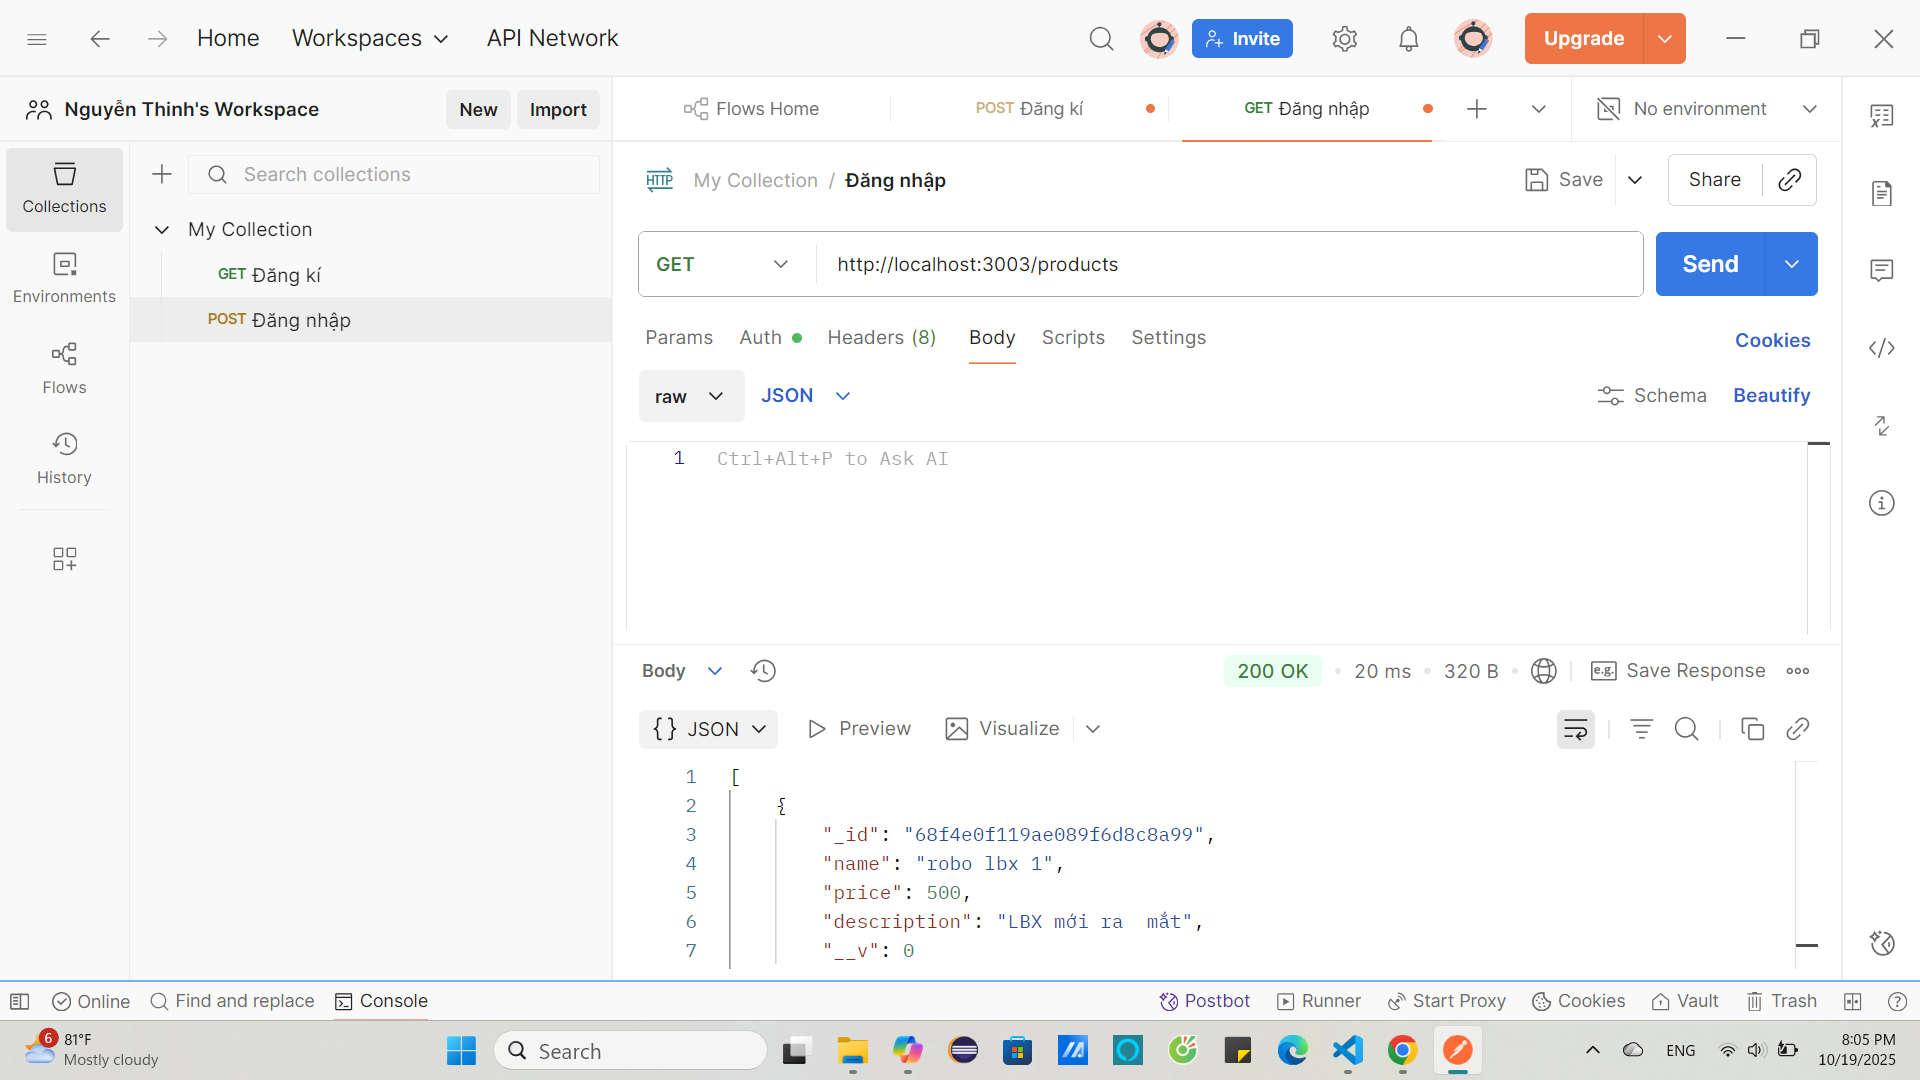 Home Workspaces API Network Invite Upgrade
Nguyễn Thinh's Workspace New Import
Flows Home POST Đăng kí GET Đăng nhập No environment
Collections
Environments
Flows
History
Search collections
My Collection
GET Đăng kí
POST Đăng nhập
HTTP My Collection / Đăng nhập Save Share
GET http://localhost:3003/products Send
Params Auth Headers (8) Body Scripts Settings Cookies
raw JSON Schema Beautify
1 Ctrl+Alt+P to Ask AI
Body 200 OK 20 ms 320 B e.g. Save Response
{} JSON Preview Visualize
1 [
2 {
3 "_id": "68f4e0f119ae089f6d8c8a99",
4 "name": "robo lbx 1",
5 "price": 500,
6 "description": "LBX mới ra  mắt",
7 "__v": 0
Online Find and replace Console Postbot Runner Start Proxy Cookies Vault Trash
6 81°F
Mostly cloudy
Search
ENG
8:05 PM
10/19/2025